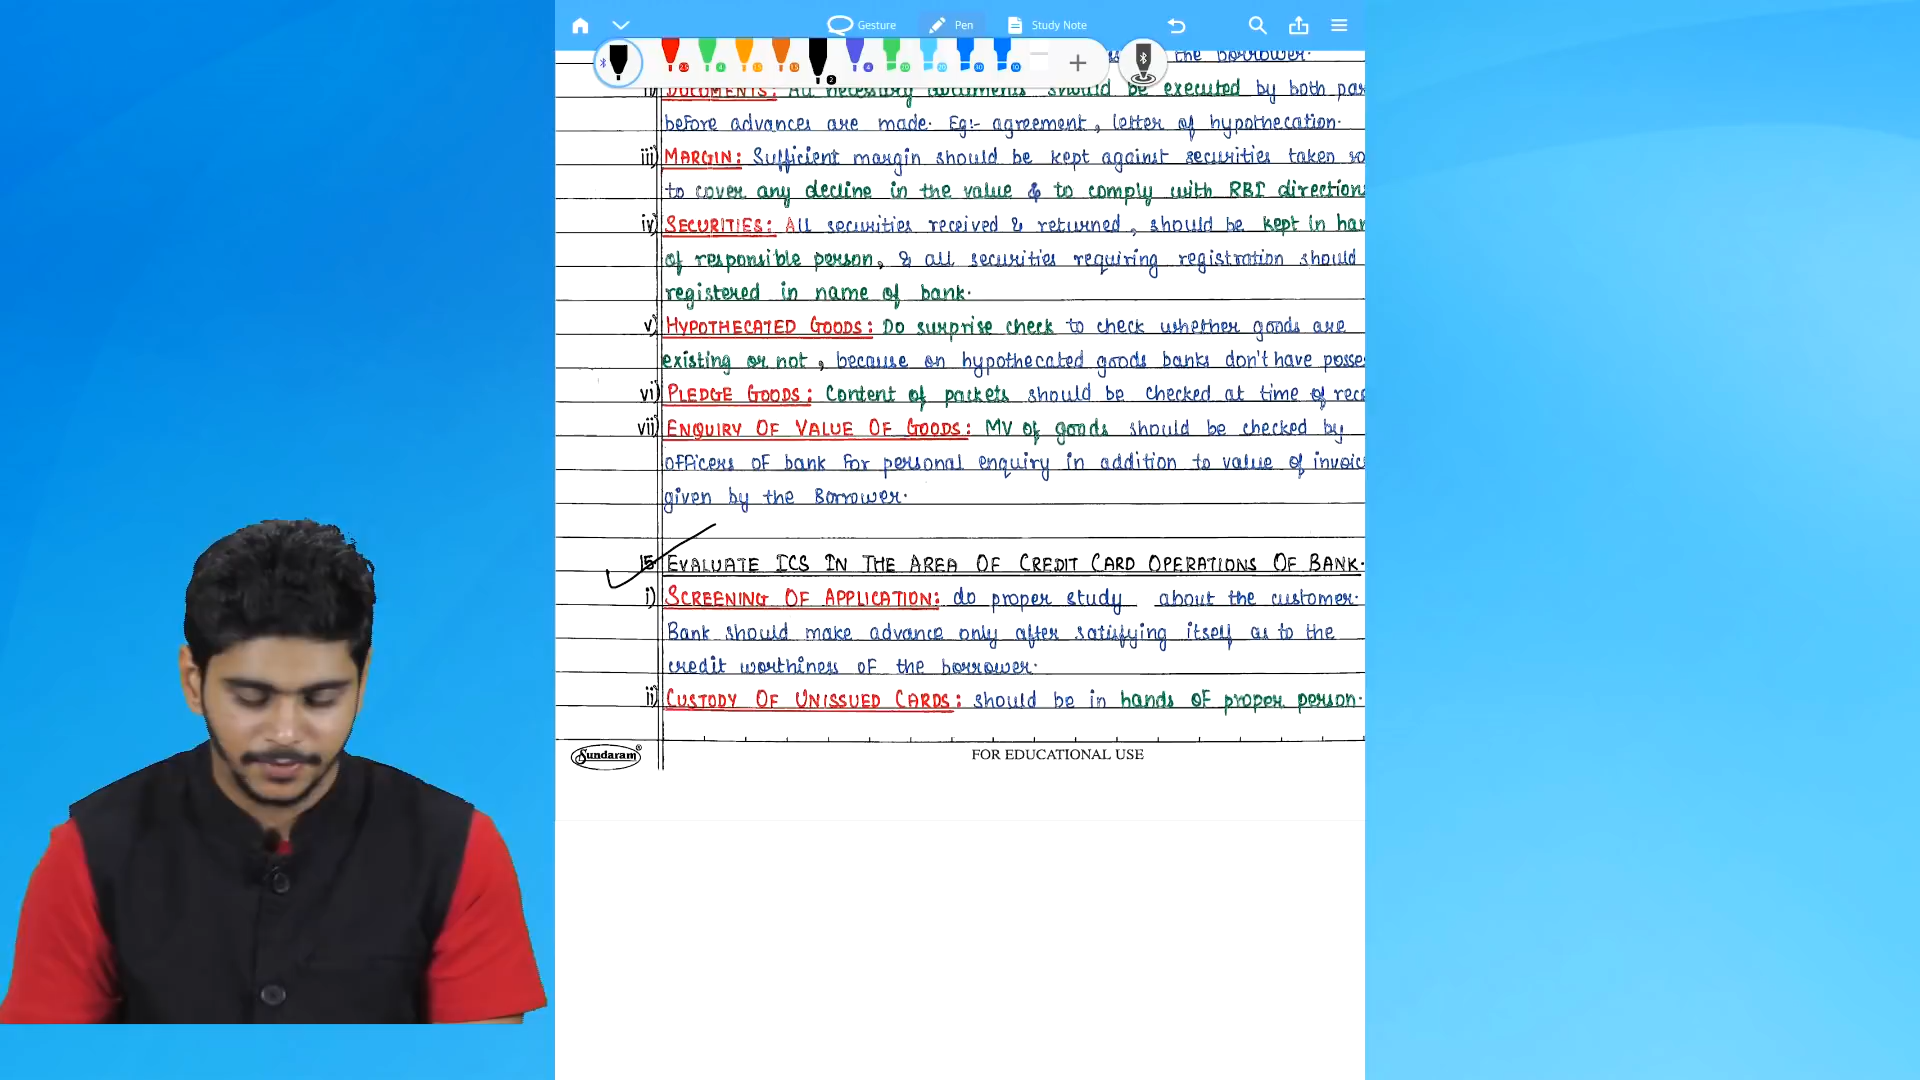 Gesture Pen Study Note
the borrower.
DOCUMENTS: All necessary documents should be executed by both par
before advances are made. Eg:- agreement, letter of hypothecation.
iii) MARGIN: Sufficient margin should be kept against securities taken so
to cover any decline in the value & to comply with RBI direction
iv) SECURITIES: All securities received & returned, should be kept in han
of responsible person, & all securities requiring registration should
registered in name of bank.
v) HYPOTHECATED GOODS: Do surprise check to check whether goods are
existing or not, because on hypothecated goods banks don't have posse
vi) PLEDGE GOODS: Content of packets should be checked at time of rece
vii) ENQUIRY OF VALUE OF GOODS: MV of goods should be checked by
officers of bank for personal enquiry in addition to value of invoic
given by the Borrower.
15 EVALUATE ICS IN THE AREA OF CREDIT CARD OPERATIONS OF BANK.
i) SCREENING OF APPLICATION: do proper study about the customer.
Bank should make advance only after satisfying itself as to the
credit worthiness of the borrower.
ii) CUSTODY OF UNISSUED CARDS: should be in hands of proper person.
Sundaram
FOR EDUCATIONAL USE